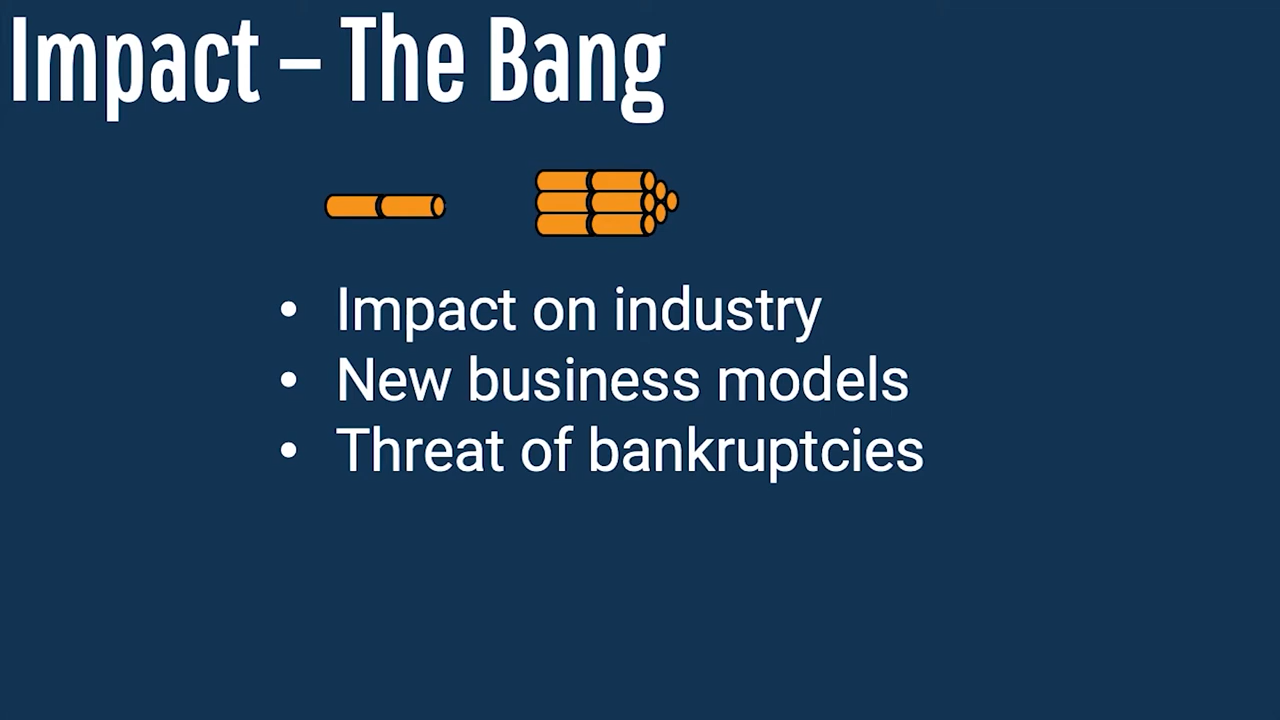 Impact – The Bang
• Impact on industry
• New business models
• Threat of bankruptcies